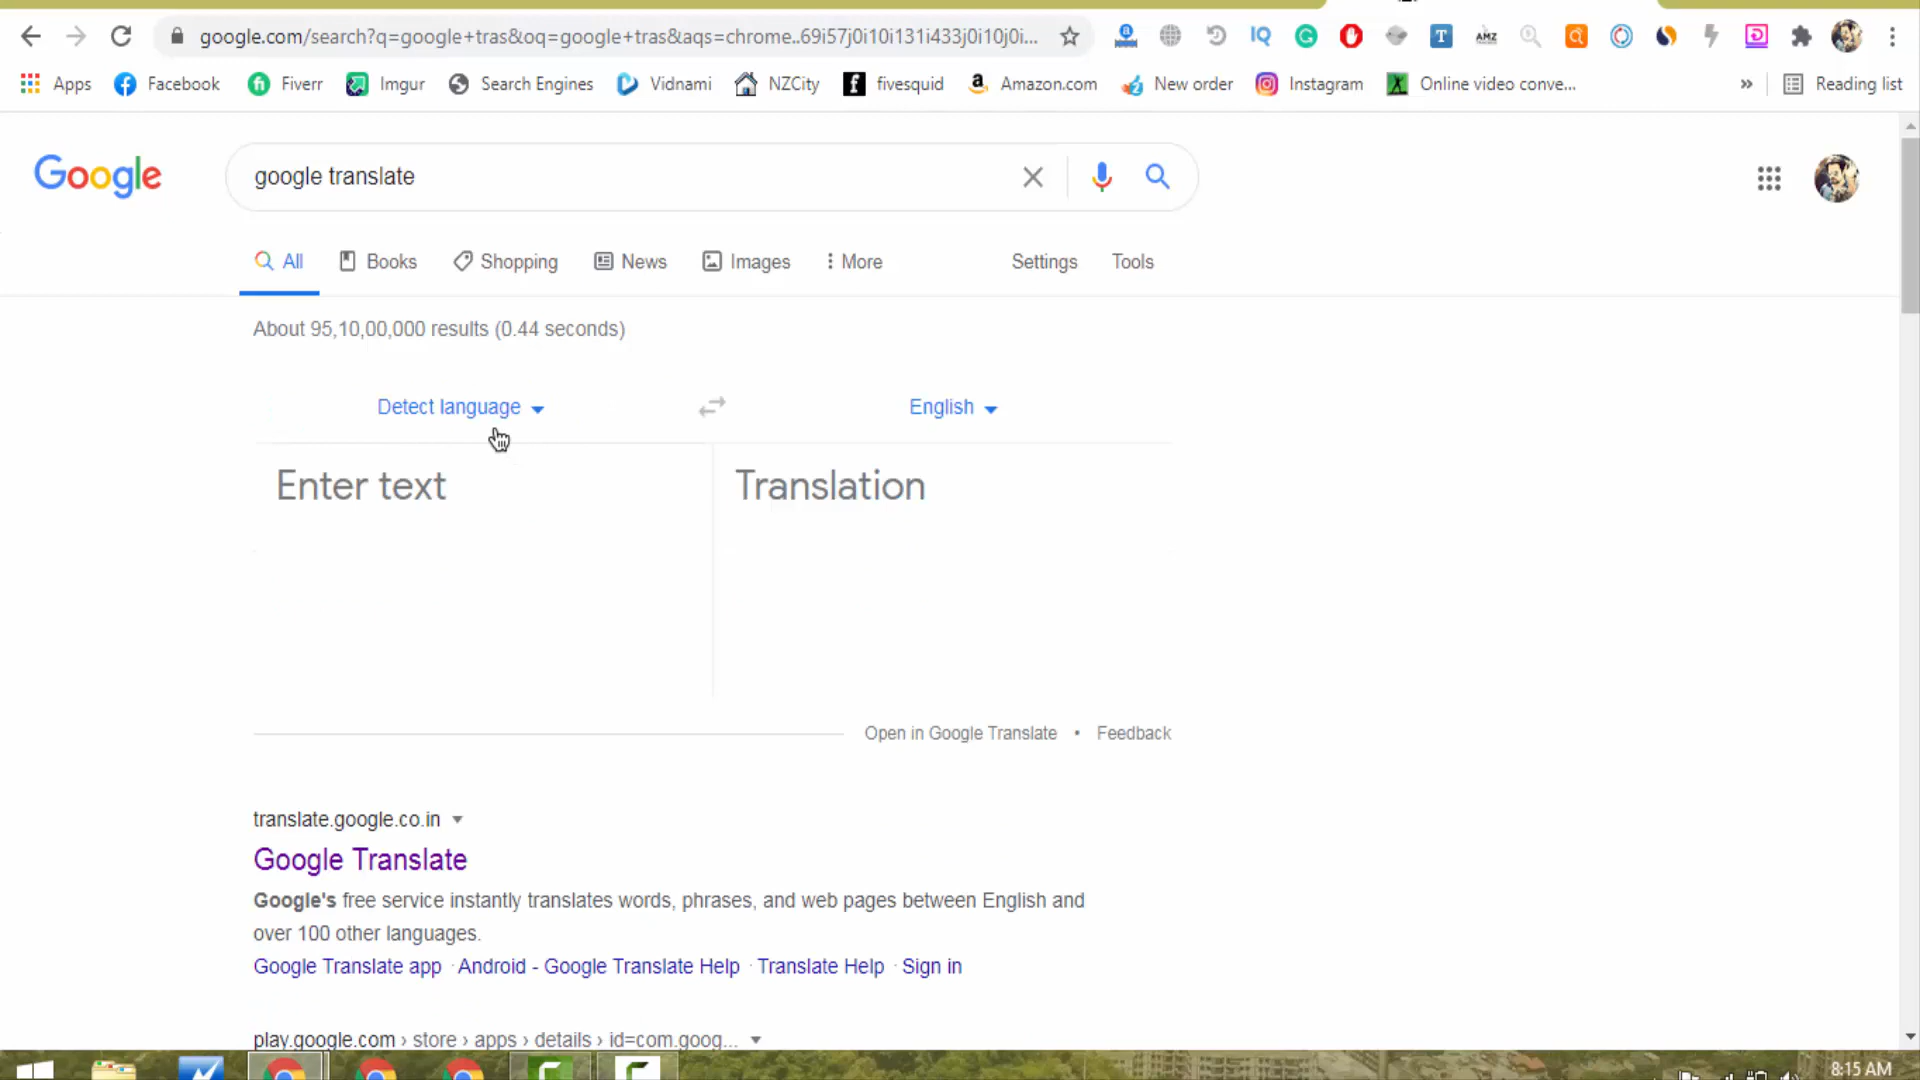 google.com/search?q=google+tras&oq=google+tras&aqs=chrome..69i57j0i10i131i433j0i10j0i...
Apps Facebook Fiverr Imgur Search Engines Vidnami NZCity fivesquid Amazon.com New order Instagram Online video conve... » Reading list
Google google translate
All Books Shopping News Images More Settings Tools
About 95,10,00,000 results (0.44 seconds)
Detect language English
Enter text Translation
Open in Google Translate • Feedback
translate.google.co.in
Google Translate
Google's free service instantly translates words, phrases, and web pages between English and
over 100 other languages.
Google Translate app · Android - Google Translate Help · Translate Help · Sign in
play.google.com › store › apps › details › id=com.goog...
8:15 AM